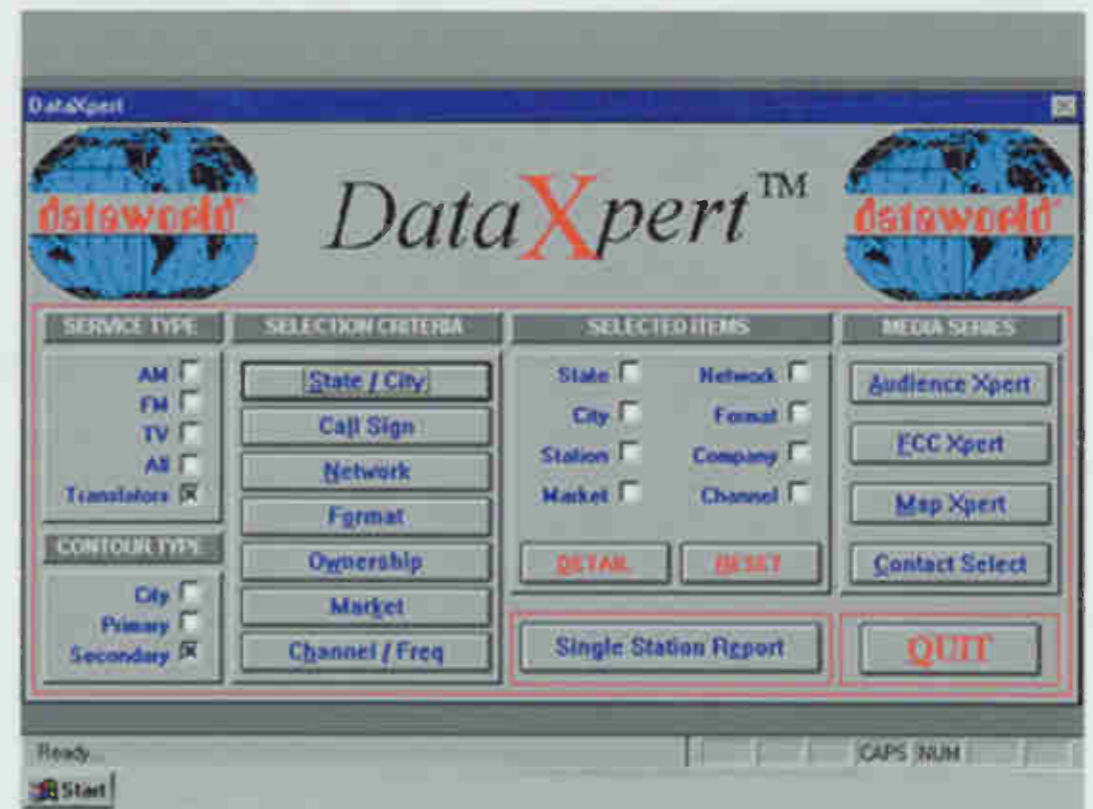 DataXpert
dataworld
DataXpert™
dataworld
SERVICE TYPE
AM
FM
TV
All
Translators
CONTOUR TYPE
City
Primary
Secondary
SELECTION CRITERIA
State / City
Call Sign
Network
Format
Ownership
Market
Channel / Freq
SELECTED ITEMS
State
Network
City
Format
Station
Company
Market
Channel
DETAIL
RESET
Single Station Report
MEDIA SERIES
Audience Xpert
FCC Xpert
Map Xpert
Contact Select
QUIT
Ready...
CAPS
NUM
Start